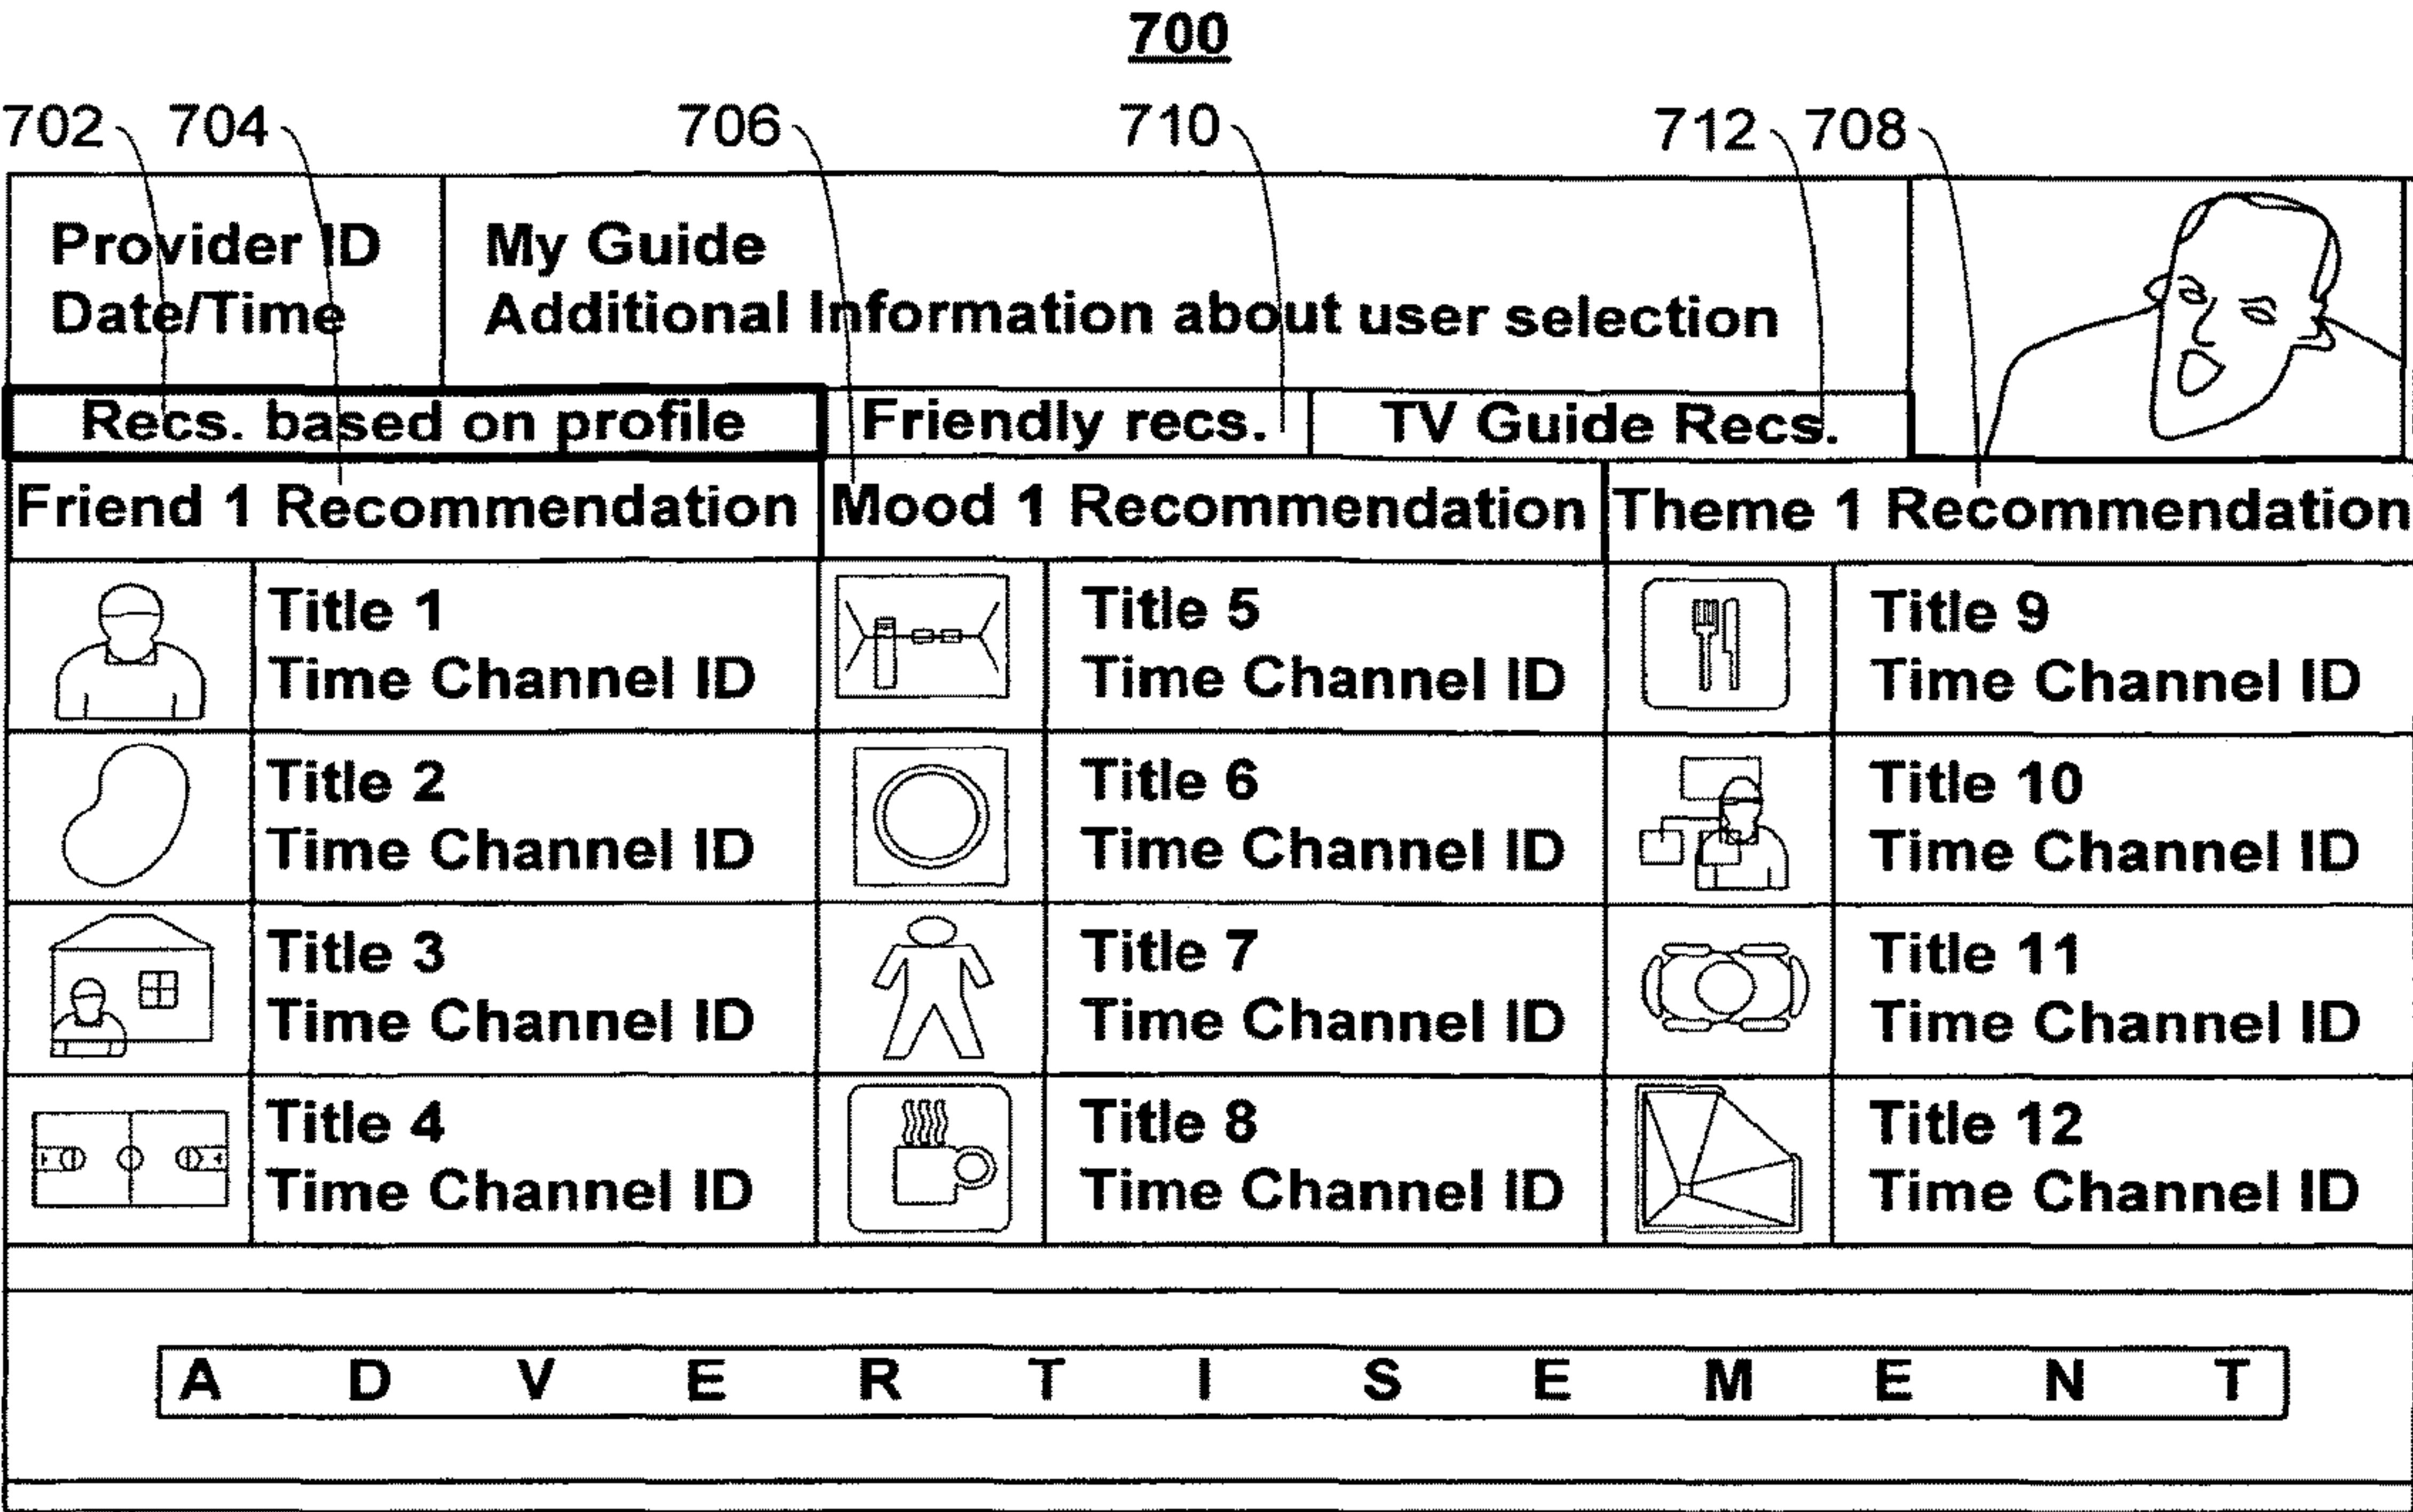 700
702 704 706 710 712 708
Provider ID
Date/Time
My Guide
Additional Information about user selection
Recs. based on profile
Friendly recs.
TV Guide Recs.
Friend 1 Recommendation
Mood 1 Recommendation
Theme 1 Recommendation
Title 1
Time Channel ID
Title 5
Time Channel ID
Title 9
Time Channel ID
Title 2
Time Channel ID
Title 6
Time Channel ID
Title 10
Time Channel ID
Title 3
Time Channel ID
Title 7
Time Channel ID
Title 11
Time Channel ID
Title 4
Time Channel ID
Title 8
Time Channel ID
Title 12
Time Channel ID
A D V E R T I S E M E N T